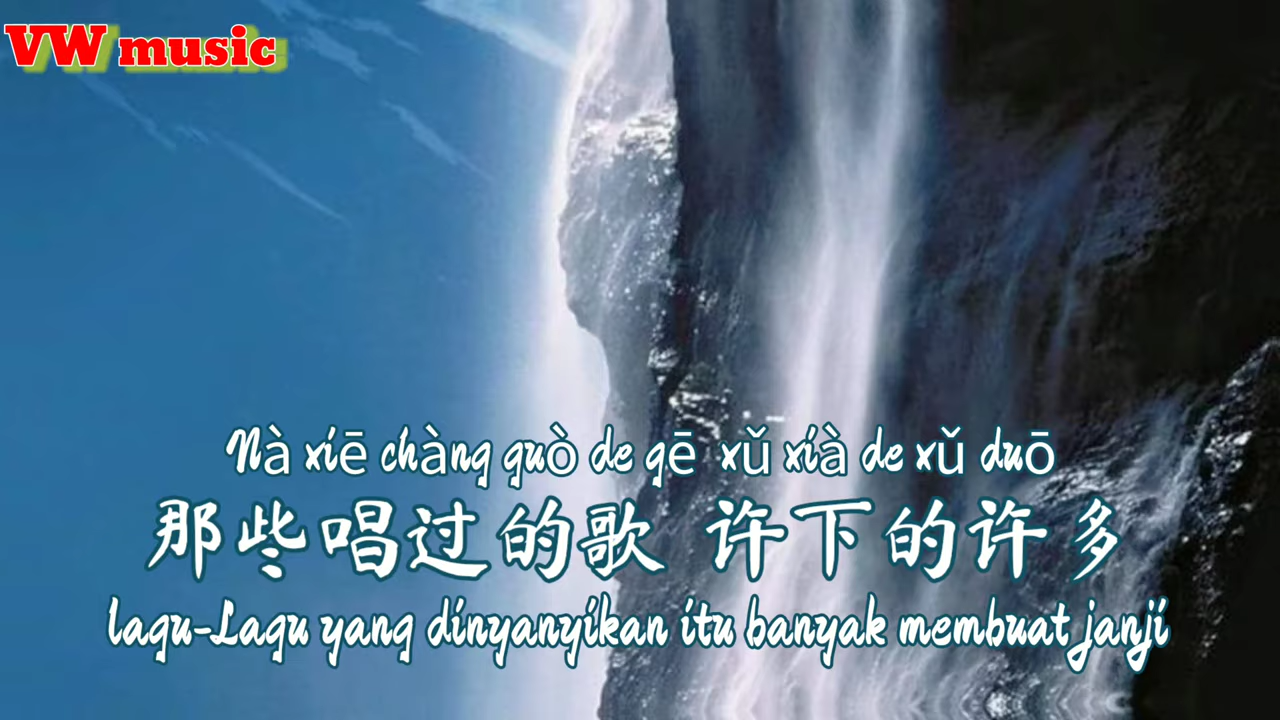 VW music
Nà xiē chàng guò de gē xǔ xià de xǔ duō
那些唱过的歌 许下的许多
lagu-Lagu yang dinyanyikan itu banyak membuat janji